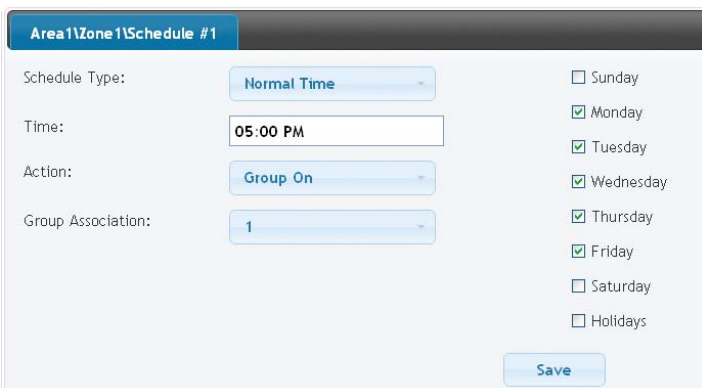 Area1\Zone1\Schedule #1
Schedule Type:
Normal Time
Time:
05:00 PM
Action:
Group On
Group Association:
1
Sunday
Monday
Tuesday
Wednesday
Thursday
Friday
Saturday
Holidays
Save